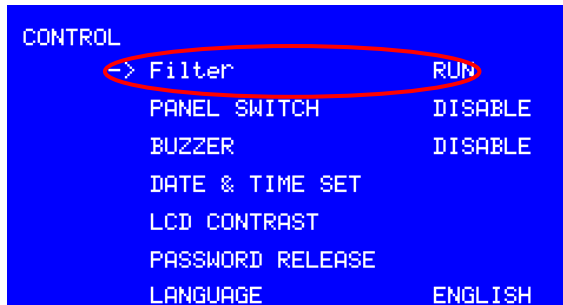 CONTROL
-> Filter RUN
PANEL SWITCH DISABLE
BUZZER DISABLE
DATE & TIME SET
LCD CONTRAST
PASSWORD RELEASE
LANGUAGE ENGLISH